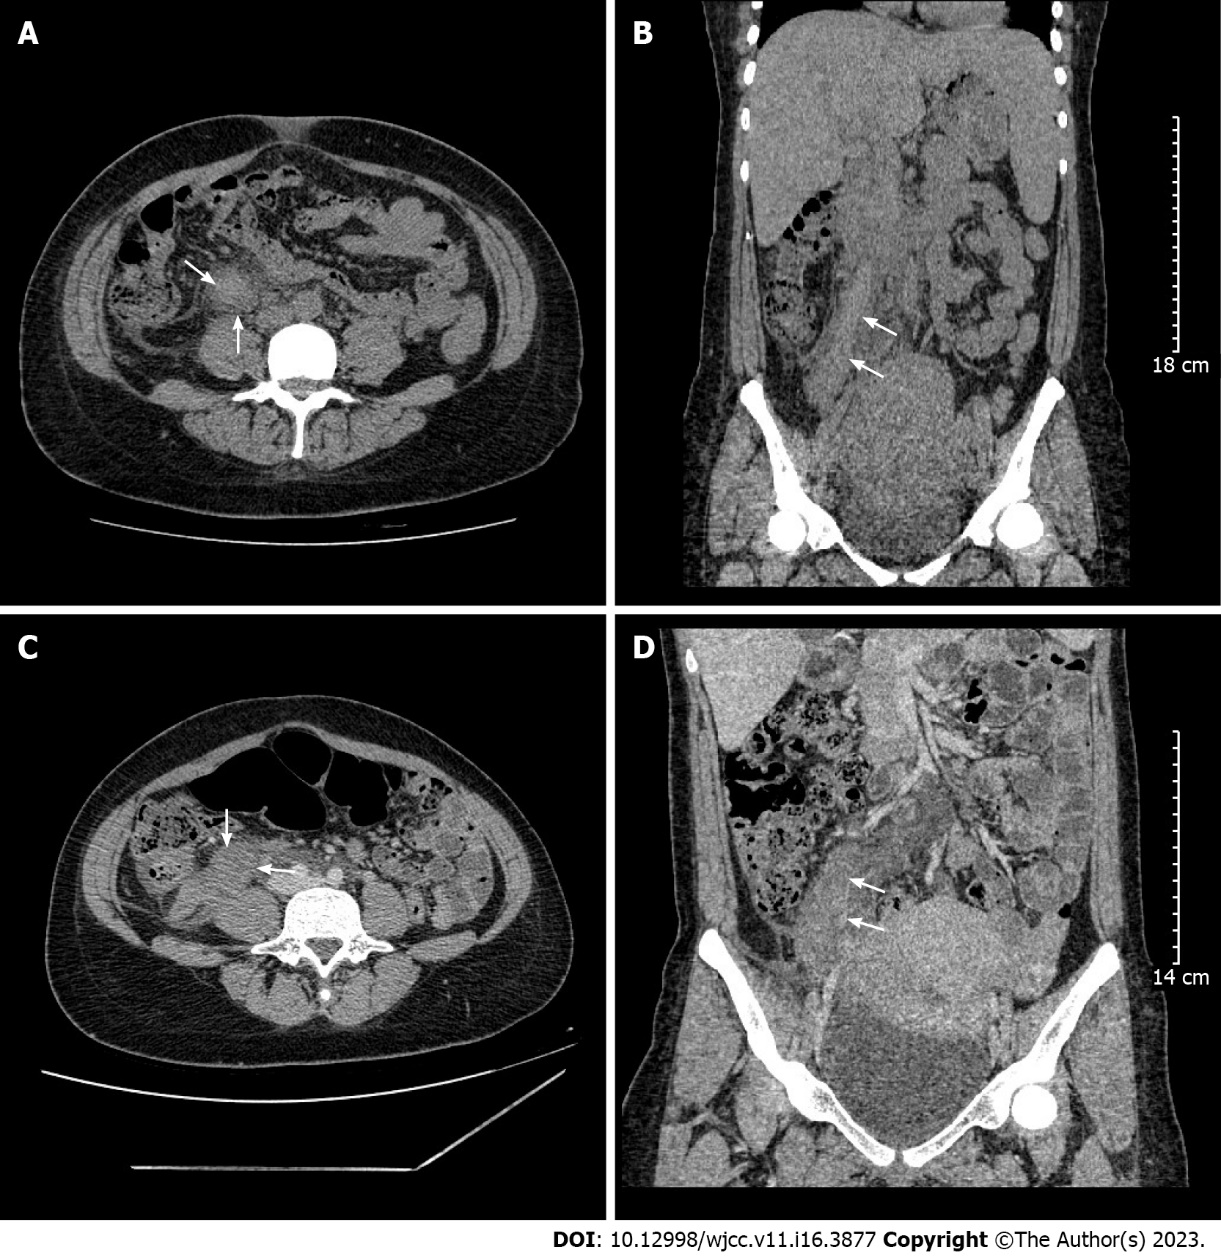 A
B
18 cm
C
D
14 cm
DOI: 10.12998/wjcc.v11.i16.3877 Copyright ©The Author(s) 2023.